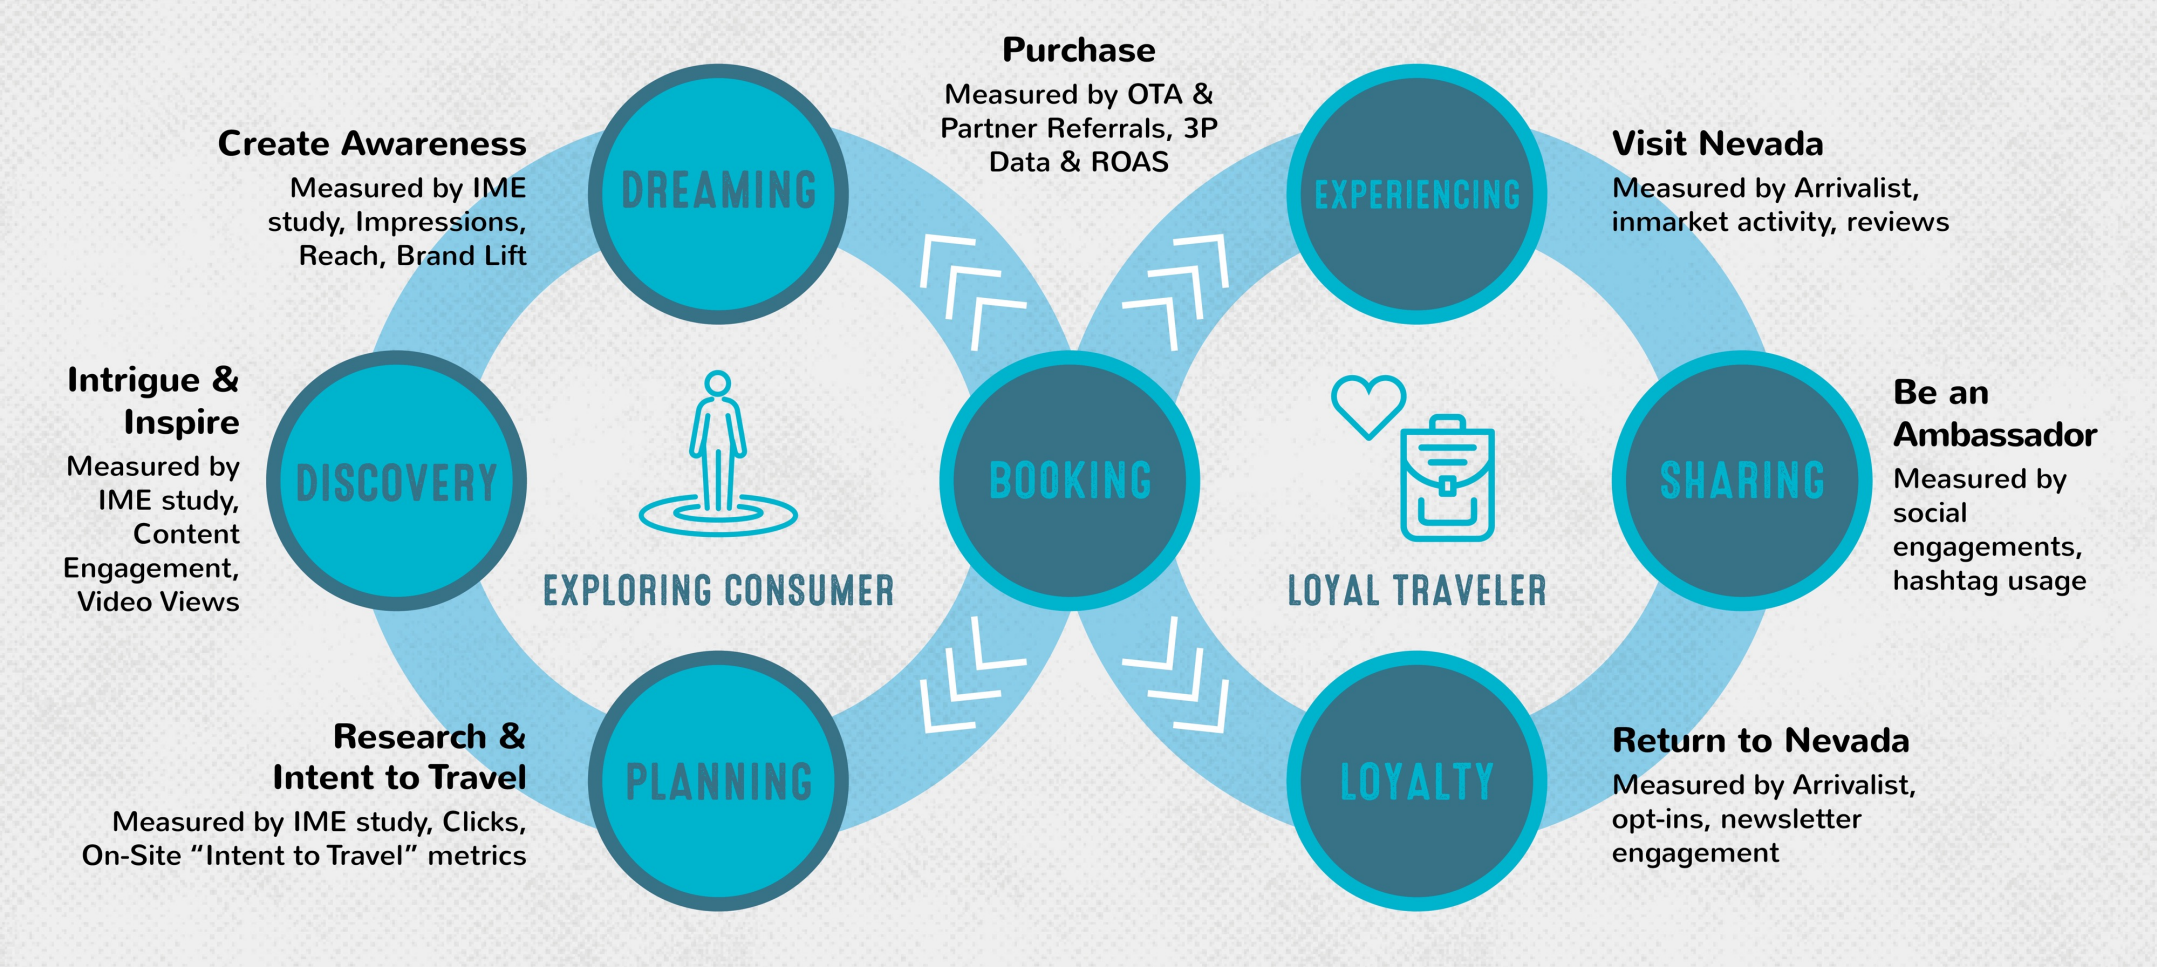 Purchase
Measured by OTA &
Partner Referrals, 3P
Data & ROAS
Create Awareness
Measured by IME
study, Impressions,
Reach, Brand Lift
DREAMING
EXPERIENCING
Visit Nevada
Measured by Arrivalist,
inmarket activity, reviews
Intrigue &
Inspire
Measured by
IME study,
Content
Engagement,
Video Views
DISCOVERY
EXPLORING CONSUMER
BOOKING
LOYAL TRAVELER
SHARING
Be an
Ambassador
Measured by
social
engagements,
hashtag usage
Research &
Intent to Travel
Measured by IME study, Clicks,
On-Site “Intent to Travel” metrics
PLANNING
LOYALTY
Return to Nevada
Measured by Arrivalist,
opt-ins, newsletter
engagement